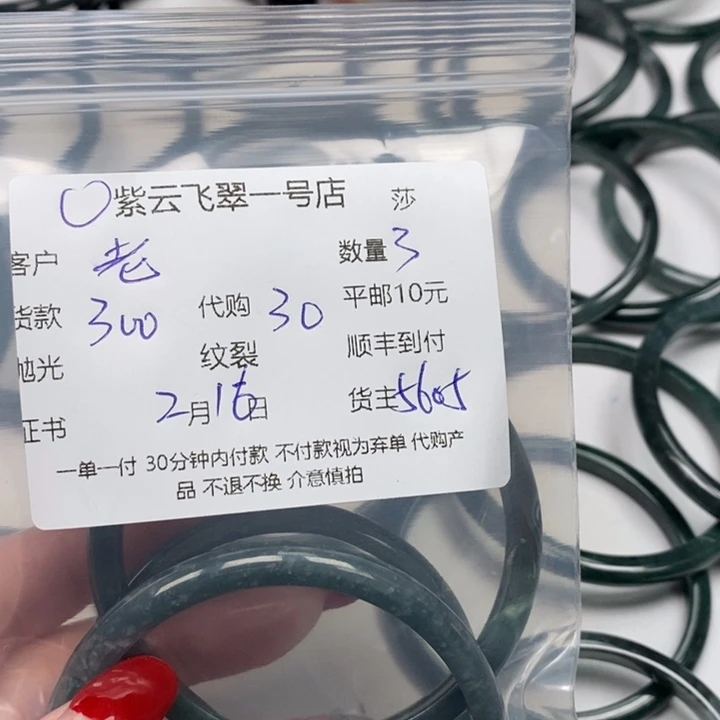 紫云飞翠一号店 莎
客户 老 数量 3
货款 300 代购 30 平邮10元
抛光 纹裂 顺丰到付
证书 2月16日 货主 5605
一单一付 30分钟内付款 不付款视为弃单 代购产
品 不退不换 介意慎拍